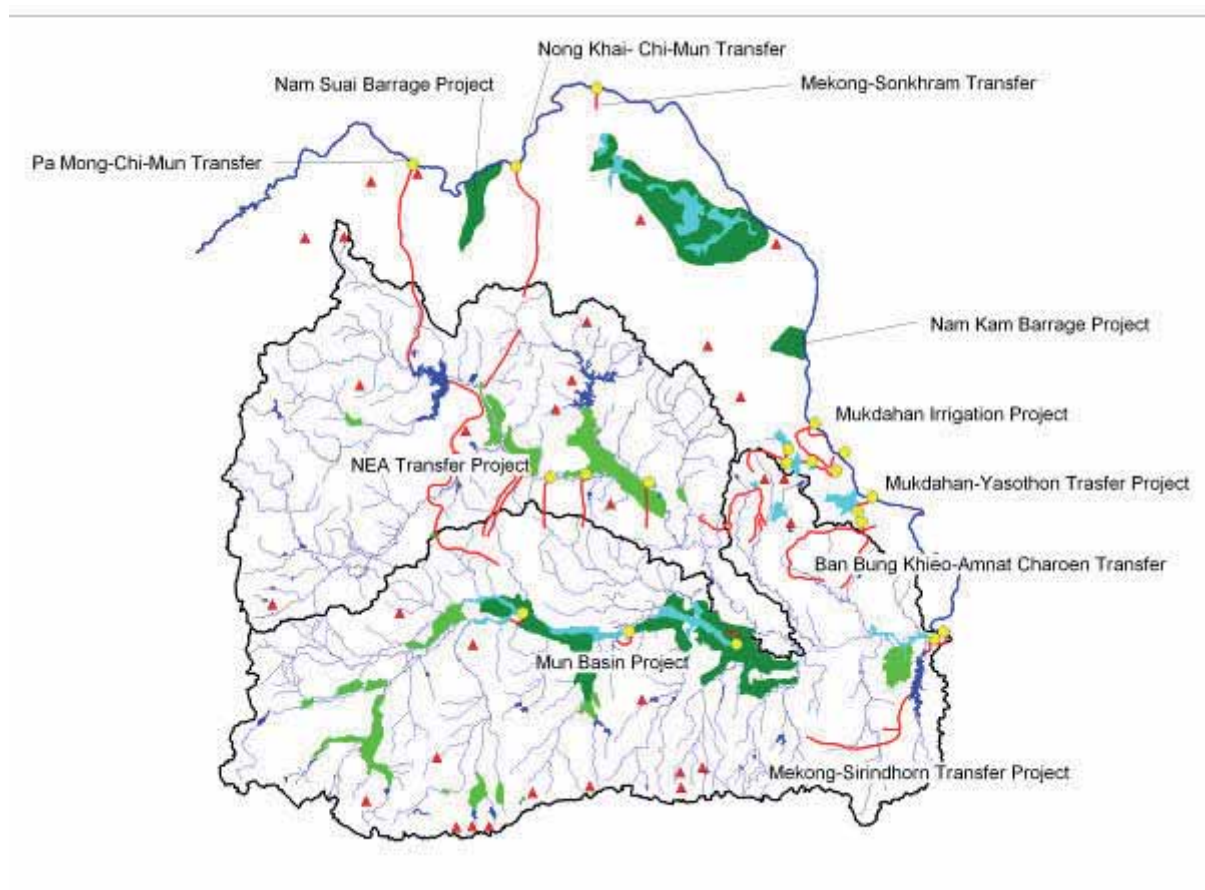 Nong Khai- Chi-Mun Transfer
Nam Suai Barrage Project
Mekong-Sonkhram Transfer
Pa Mong-Chi-Mun Transfer
Nam Kam Barrage Project
Mukdahan Irrigation Project
NEA Transfer Project
Mukdahan-Yasothon Trasfer Project
Ban Bung Khieo-Amnat Charoen Transfer
Mun Basin Project
Mekong-Sirindhorn Transfer Project